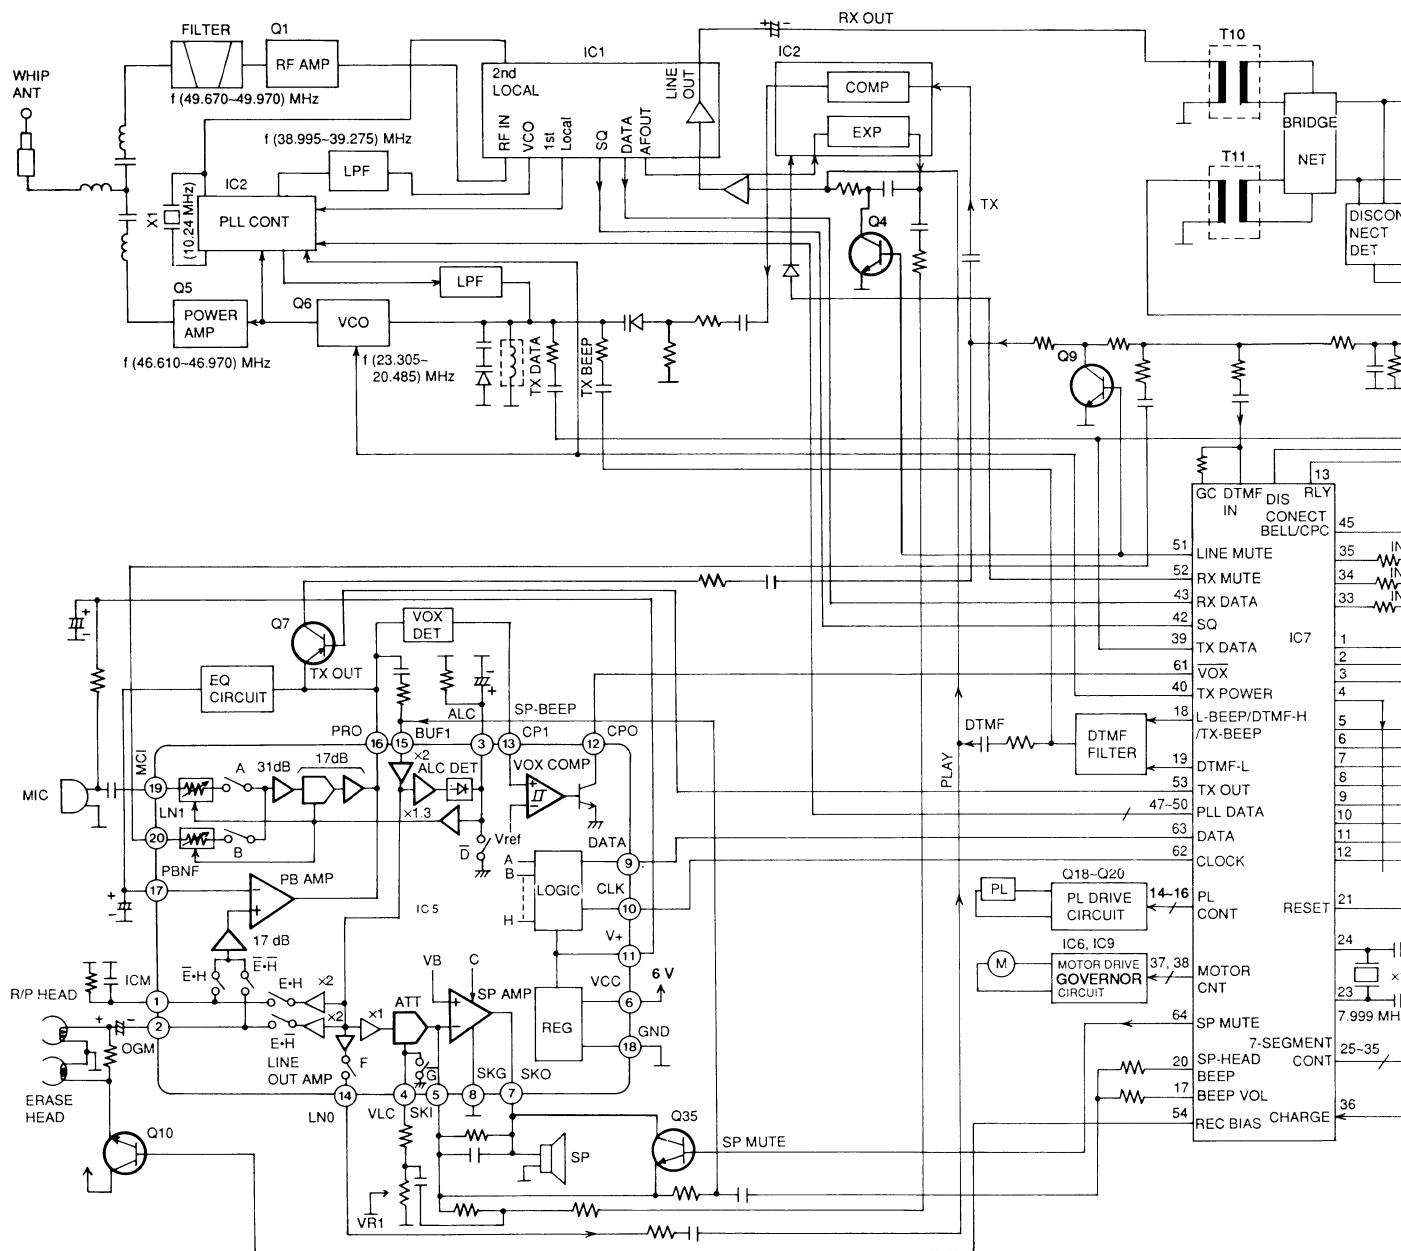 FILTER
Q1
RX OUT
+ -
WHIP
ANT
RF AMP
f (49.670~49.970) MHz
IC1
2nd
LOCAL
LINE
OUT
RF IN
VCO
1st
Local
SQ
DATA
AFOUT
IC2
COMP
EXP
T10
T11
BRIDGE
NET
DISCON
NECT
DET
f (38.995~39.275) MHz
LPF
IC2
PLL CONT
X1
(10.24 MHz)
Q4
TX
LPF
Q5
POWER
AMP
f (46.610~46.970) MHz
Q6
VCO
f (23.305~
20.485) MHz
TX DATA
TX BEEP
Q9
GC
DTMF
IN
DIS
CONECT
BELL/CPC
RLY
13
45
35
34
33
IN
IN
IN
51 LINE MUTE
52 RX MUTE
43 RX DATA
42 SQ
39 TX DATA
61 VOX
40 TX POWER
18 L-BEEP/DTMF-H
/TX-BEEP
19 DTMF-L
53 TX OUT
47~50 PLL DATA
63 DATA
62 CLOCK
14~16 PL
CONT
37, 38 MOTOR
CNT
64 SP MUTE
20 SP-HEAD
BEEP
17 BEEP VOL
54 REC BIAS
IC7
1
2
3
4
5
6
7
8
9
10
11
12
RESET 21
24
23
7.999 MH
7-SEGMENT
CONT 25~35
CHARGE 36
DTMF
DTMF
FILTER
PLAY
Q18~Q20
PL
PL DRIVE
CIRCUIT
IC6, IC9
M
MOTOR DRIVE
GOVERNOR
CIRCUIT
Q7
TX OUT
VOX
DET
EQ
CIRCUIT
ALC
SP-BEEP
PRO
BUF1
CP1
CPO
16
15
3
13
12
MIC
MCI
19
LN1
A
31dB
17dB
×2
ALC DET
×1.3
VOX COMP
+
-
Vref
D
20
B
PBNF
17
PB AMP
-
+
17 dB
IC5
A
B
H
LOGIC
DATA
9
CLK
10
V+
11
VCC
6
6 V
REG
GND
18
R/P HEAD
ICM
1
2
OGM
E•H
E•H
E•H
×2
E•H
×2
×1
ATT
VB
C
SP AMP
+
-
LINE
OUT AMP
F
G
SKG
SKO
14
4
5
8
7
LN0
VLC
SKI
ERASE
HEAD
Q10
VR1
SP
Q35
SP MUTE